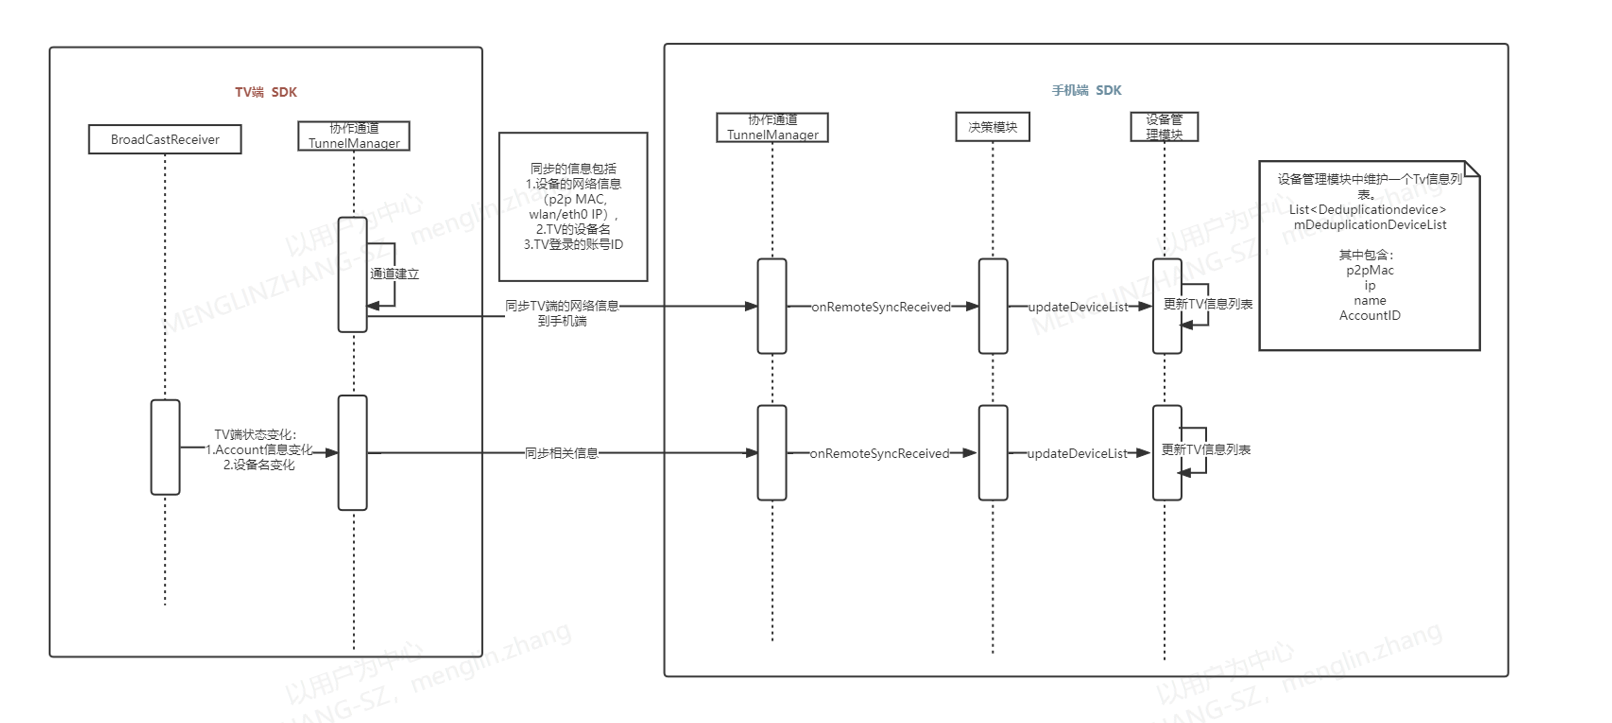 TV端 SDK
BroadCastReceiver
协作通道
TunnelManager
通道建立
TV端状态变化:
1.Account信息变化
2.设备名变化
同步的信息包括
1.设备的网络信息
（p2p MAC,
wlan/eth0 IP）,
2.TV的设备名
3.TV登录的账号ID
同步TV端的网络信息
到手机端
同步相关信息
手机端 SDK
协作通道
TunnelManager
决策模块
设备管
理模块
onRemoteSyncReceived
updateDeviceList
更新TV信息列表
onRemoteSyncReceived
updateDeviceList
更新TV信息列表
设备管理模块中维护一个Tv信息列
表。
List<Deduplicationdevice>
mDeduplicationDeviceList
其中包含:
p2pMac
ip
name
AccountID
以用户为中心
MENGLINZHANG-SZ, menglin.zhang
以用户为中心
MENGLINZHANG-SZ, menglin.zhang
以用户为中心
HANG-SZ, menglin.zhang
以用户为中心
HANG-SZ, menglin.zhang